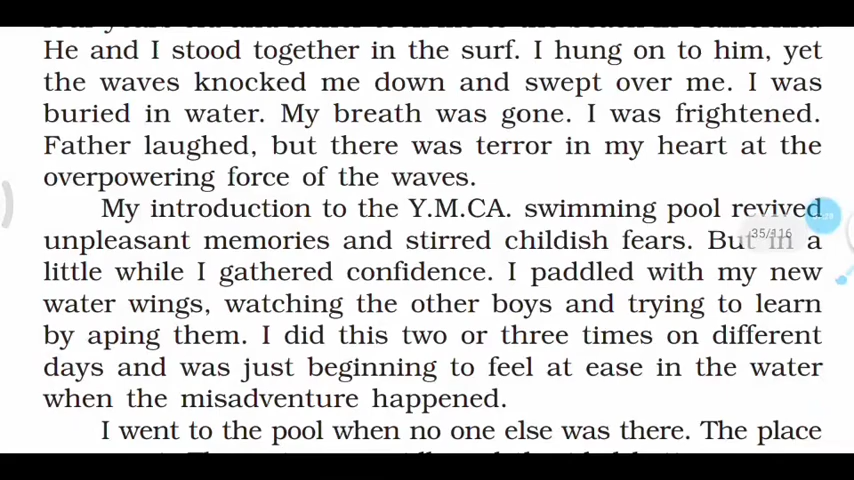 He and I stood together in the surf. I hung on to him, yet
the waves knocked me down and swept over me. I was
buried in water. My breath was gone. I was frightened.
Father laughed, but there was terror in my heart at the
overpowering force of the waves.
My introduction to the Y.M.CA. swimming pool revived
unpleasant memories and stirred childish fears. But in a
35/116
little while I gathered confidence. I paddled with my new
water wings, watching the other boys and trying to learn
by aping them. I did this two or three times on different
days and was just beginning to feel at ease in the water
when the misadventure happened.
I went to the pool when no one else was there. The place